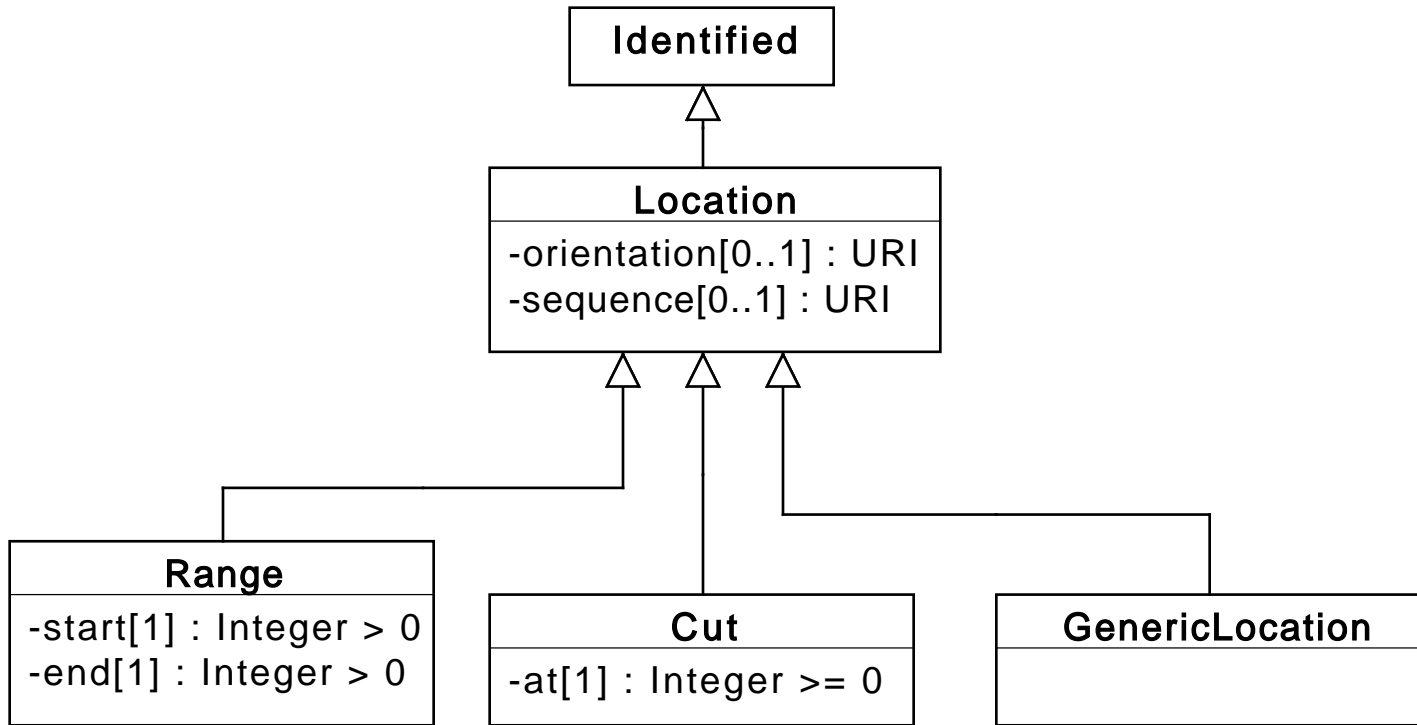 Identified
Location
-orientation[0..1] : URI
-sequence[0..1] : URI
Range
-start[1] : Integer > 0
-end[1] : Integer > 0
Cut
-at[1] : Integer >= 0
GenericLocation